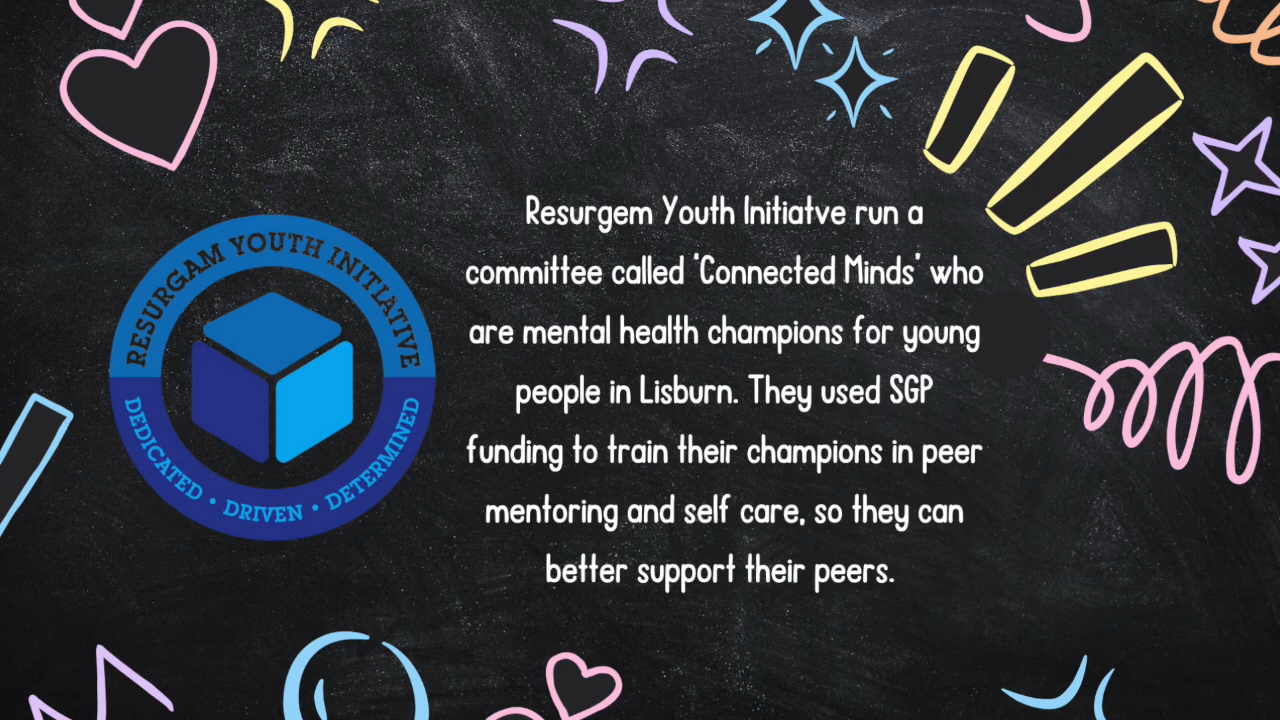 RESURGAM YOUTH INITIATIVE
DEDICATED • DRIVEN • DETERMINED
Resurgem Youth Initiatve run a
committee called 'Connected Minds' who
are mental health champions for young
people in Lisburn. They used SGP
funding to train their champions in peer
mentoring and self care, so they can
better support their peers.